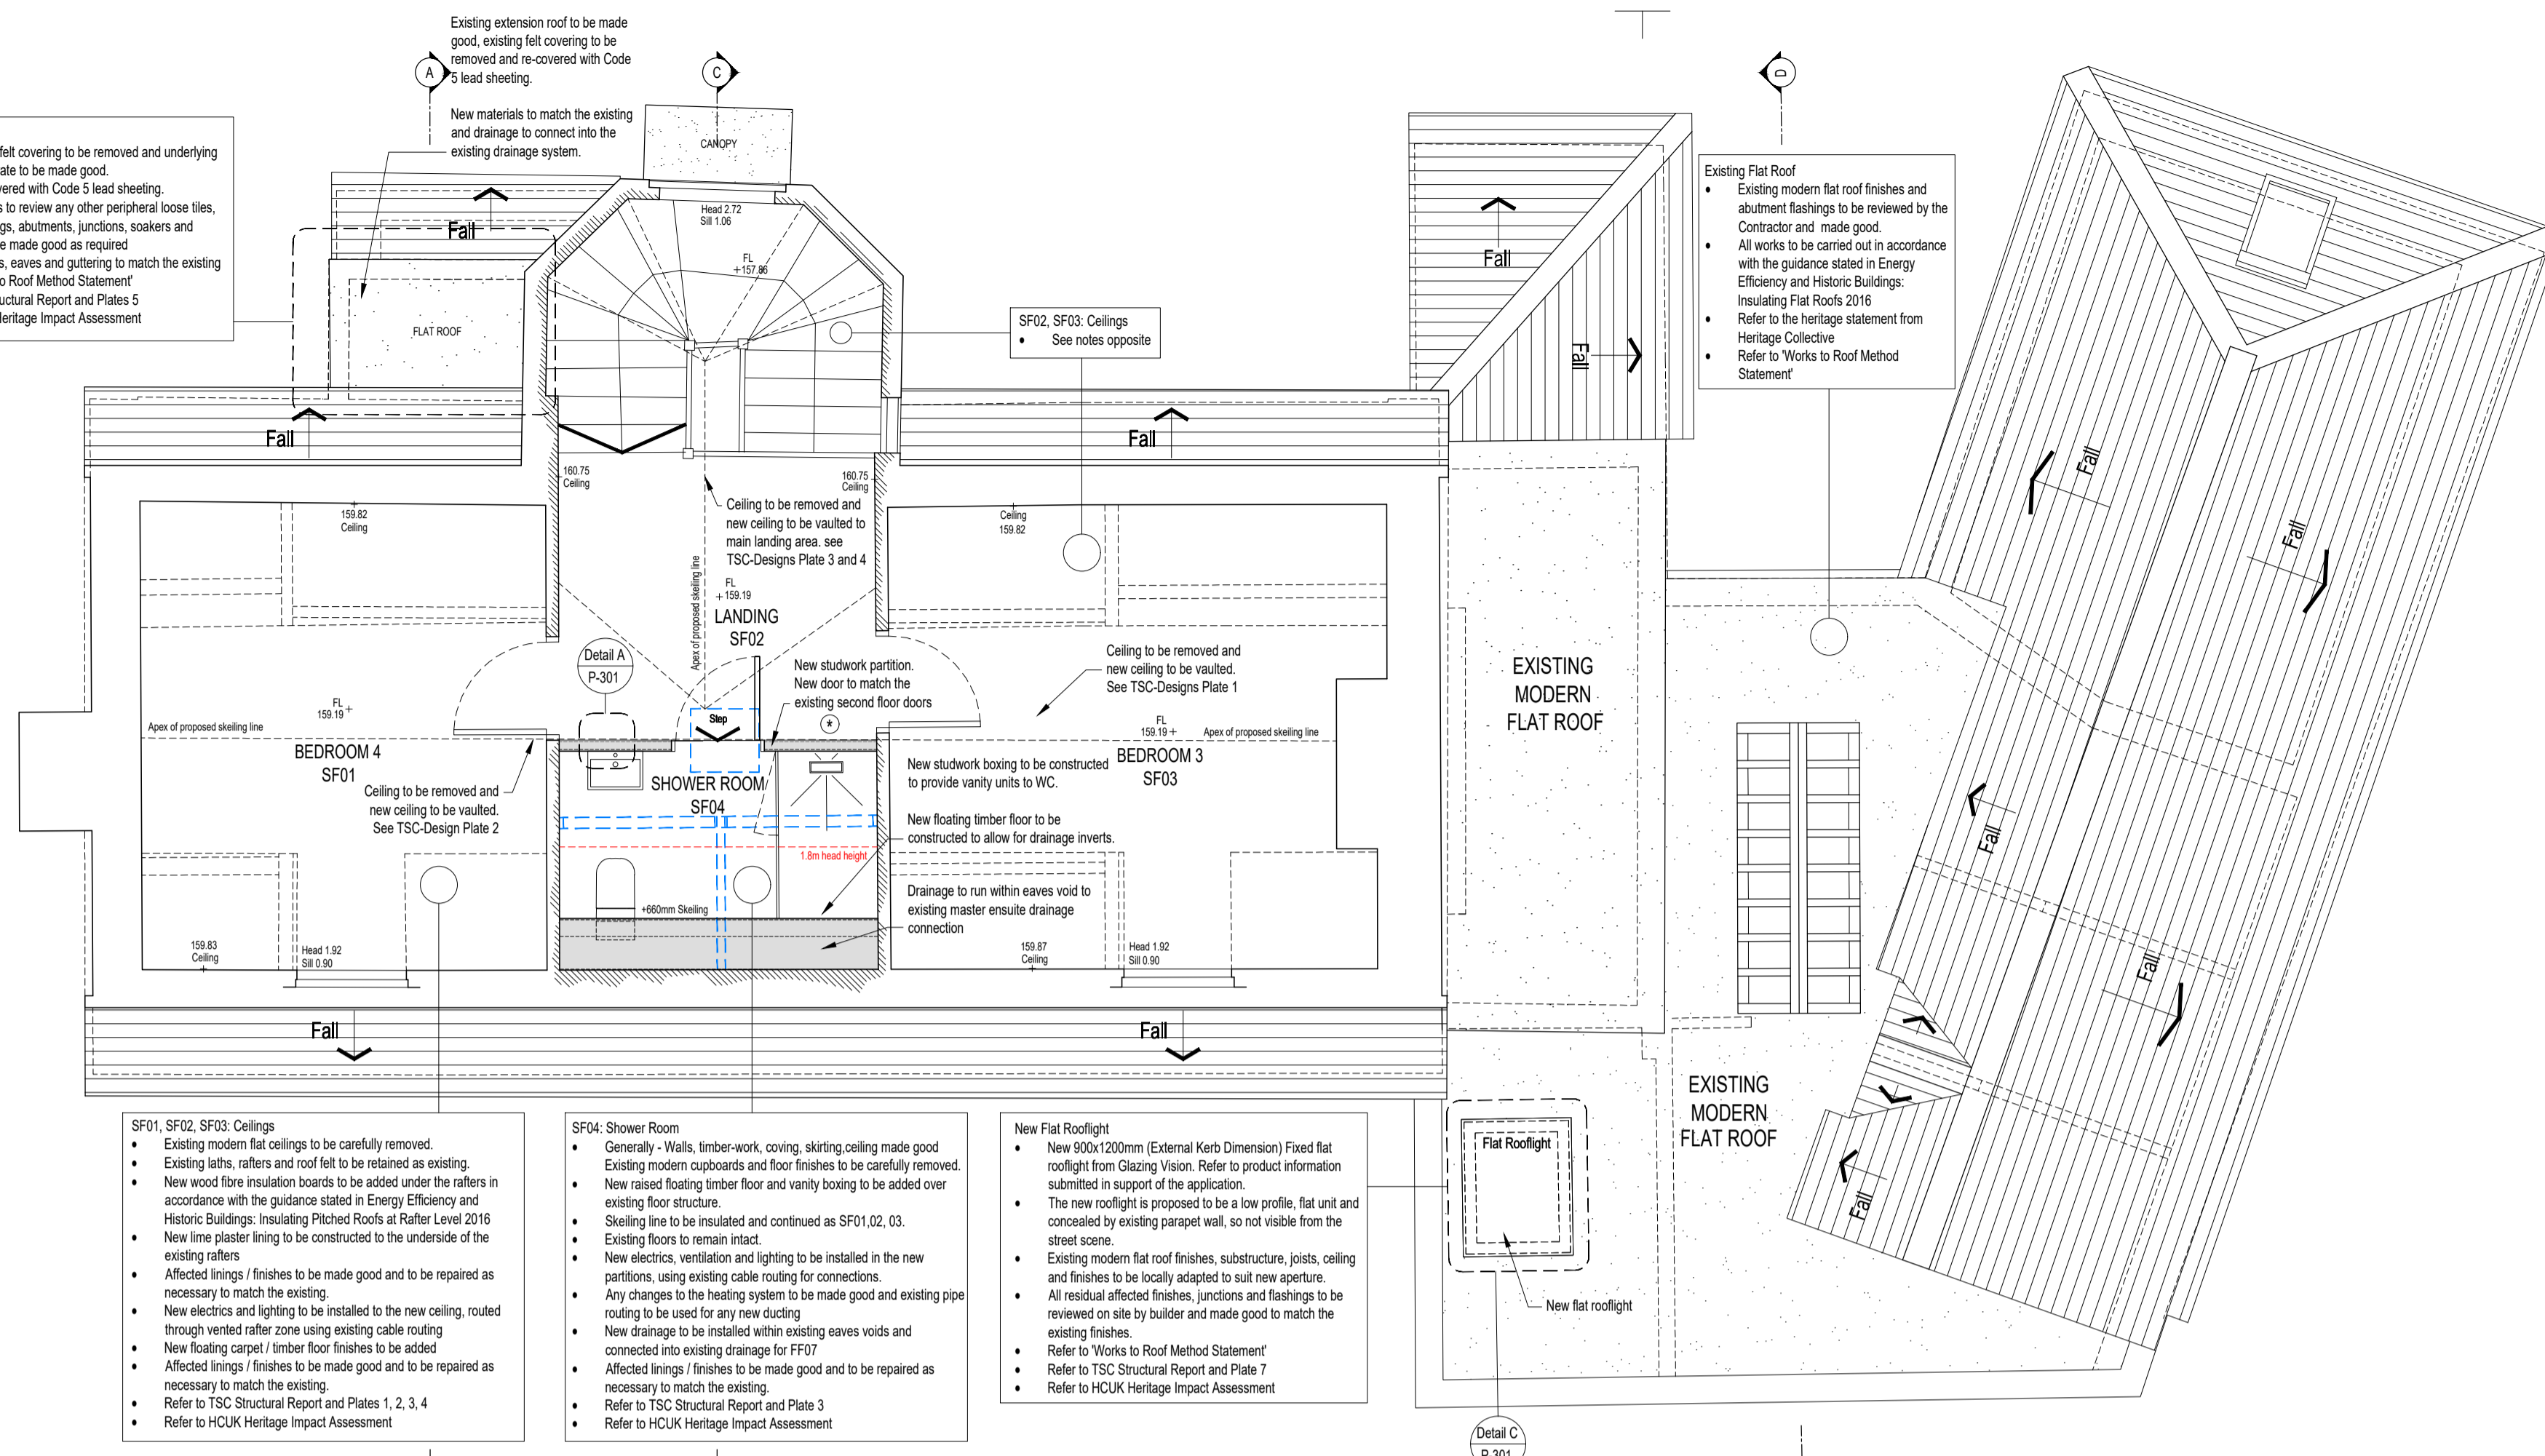 Existing extension roof to be made
good, existing felt covering to be
removed and re-covered with Code
5 lead sheeting.
New materials to match the existing
and drainage to connect into the
existing drainage system.
A
C
D
felt covering to be removed and underlying
ate to be made good.
vered with Code 5 lead sheeting.
s to review any other peripheral loose tiles,
gs, abutments, junctions, soakers and
e made good as required
s, eaves and guttering to match the existing
o Roof Method Statement'
uctural Report and Plates 5
Heritage Impact Assessment
CANOPY
Head 2.72
Sill 1.06
FL
+157.86
Fall
FLAT ROOF
Fall
Fall
Fall
Fall
SF02, SF03: Ceilings
• See notes opposite
Existing Flat Roof
• Existing modern flat roof finishes and
abutment flashings to be reviewed by the
Contractor and made good.
• All works to be carried out in accordance
with the guidance stated in Energy
Efficiency and Historic Buildings:
Insulating Flat Roofs 2016
• Refer to the heritage statement from
Heritage Collective
• Refer to 'Works to Roof Method
Statement'
160.75
Ceiling
160.75
Ceiling
159.82
Ceiling
Ceiling
159.82
Ceiling to be removed and
new ceiling to be vaulted to
main landing area. see
TSC-Designs Plate 3 and 4
Apex of proposed skeiling line
FL
+159.19
LANDING
SF02
Detail A
P-301
New studwork partition.
New door to match the
existing second floor doors
*
Step
Ceiling to be removed and
new ceiling to be vaulted.
See TSC-Designs Plate 1
FL
159.19 +
Apex of proposed skeiling line
BEDROOM 3
SF03
FL
159.19 +
Apex of proposed skeiling line
BEDROOM 4
SF01
Ceiling to be removed and
new ceiling to be vaulted.
See TSC-Design Plate 2
SHOWER ROOM
SF04
New studwork boxing to be constructed
to provide vanity units to WC.
New floating timber floor to be
constructed to allow for drainage inverts.
1.8m head height
Drainage to run within eaves void to
existing master ensuite drainage
connection
+660mm Skeiling
159.83
Ceiling
Head 1.92
Sill 0.90
159.87
Ceiling
Head 1.92
Sill 0.90
Fall
Fall
EXISTING
MODERN
FLAT ROOF
Fall
Fall
Fall
Fall
Fall
EXISTING
MODERN
FLAT ROOF
Flat Rooflight
New flat rooflight
Detail C
P-301
SF01, SF02, SF03: Ceilings
• Existing modern flat ceilings to be carefully removed.
• Existing laths, rafters and roof felt to be retained as existing.
• New wood fibre insulation boards to be added under the rafters in
accordance with the guidance stated in Energy Efficiency and
Historic Buildings: Insulating Pitched Roofs at Rafter Level 2016
• New lime plaster lining to be constructed to the underside of the
existing rafters
• Affected linings / finishes to be made good and to be repaired as
necessary to match the existing.
• New electrics and lighting to be installed to the new ceiling, routed
through vented rafter zone using existing cable routing
• New floating carpet / timber floor finishes to be added
• Affected linings / finishes to be made good and to be repaired as
necessary to match the existing.
• Refer to TSC Structural Report and Plates 1, 2, 3, 4
• Refer to HCUK Heritage Impact Assessment
SF04: Shower Room
• Generally - Walls, timber-work, coving, skirting,ceiling made good
Existing modern cupboards and floor finishes to be carefully removed.
• New raised floating timber floor and vanity boxing to be added over
existing floor structure.
• Skeiling line to be insulated and continued as SF01,02, 03.
• Existing floors to remain intact.
• New electrics, ventilation and lighting to be installed in the new
partitions, using existing cable routing for connections.
• Any changes to the heating system to be made good and existing pipe
routing to be used for any new ducting
• New drainage to be installed within existing eaves voids and
connected into existing drainage for FF07
• Affected linings / finishes to be made good and to be repaired as
necessary to match the existing.
• Refer to TSC Structural Report and Plate 3
• Refer to HCUK Heritage Impact Assessment
New Flat Rooflight
• New 900x1200mm (External Kerb Dimension) Fixed flat
rooflight from Glazing Vision. Refer to product information
submitted in support of the application.
• The new rooflight is proposed to be a low profile, flat unit and
concealed by existing parapet wall, so not visible from the
street scene.
• Existing modern flat roof finishes, substructure, joists, ceiling
and finishes to be locally adapted to suit new aperture.
• All residual affected finishes, junctions and flashings to be
reviewed on site by builder and made good to match the
existing finishes.
• Refer to 'Works to Roof Method Statement'
• Refer to TSC Structural Report and Plate 7
• Refer to HCUK Heritage Impact Assessment